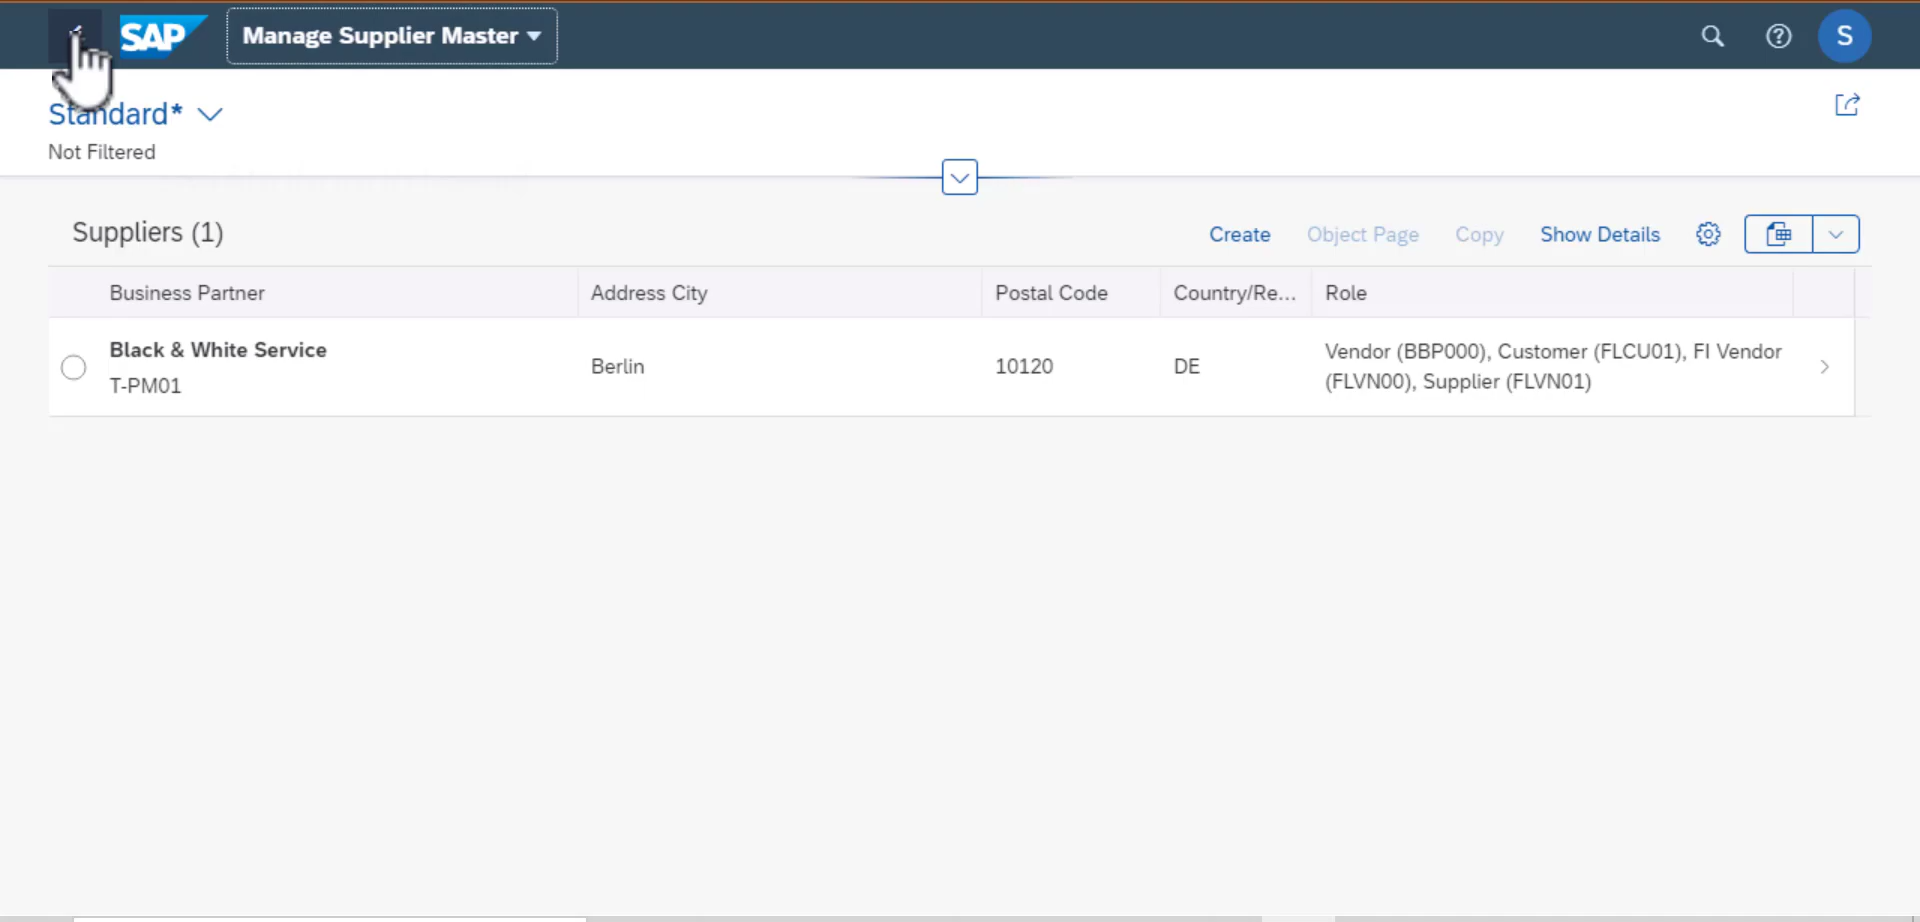 SAP Manage Supplier Master S
Standard*
Not Filtered
Suppliers (1) Create Object Page Copy Show Details
Business Partner Address City Postal Code Country/Re... Role
Black & White Service
T-PM01
Berlin 10120 DE
Vendor (BBP000), Customer (FLCU01), FI Vendor
(FLVN00), Supplier (FLVN01)